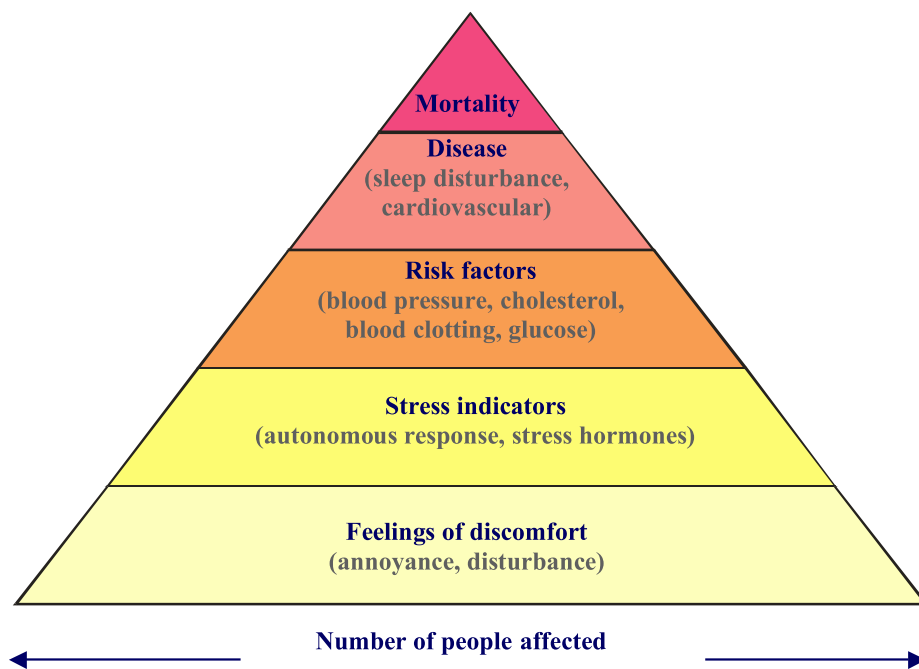 Mortality
Disease
(sleep disturbance,
cardiovascular)
Risk factors
(blood pressure, cholesterol,
blood clotting, glucose)
Stress indicators
(autonomous response, stress hormones)
Feelings of discomfort
(annoyance, disturbance)
Number of people affected